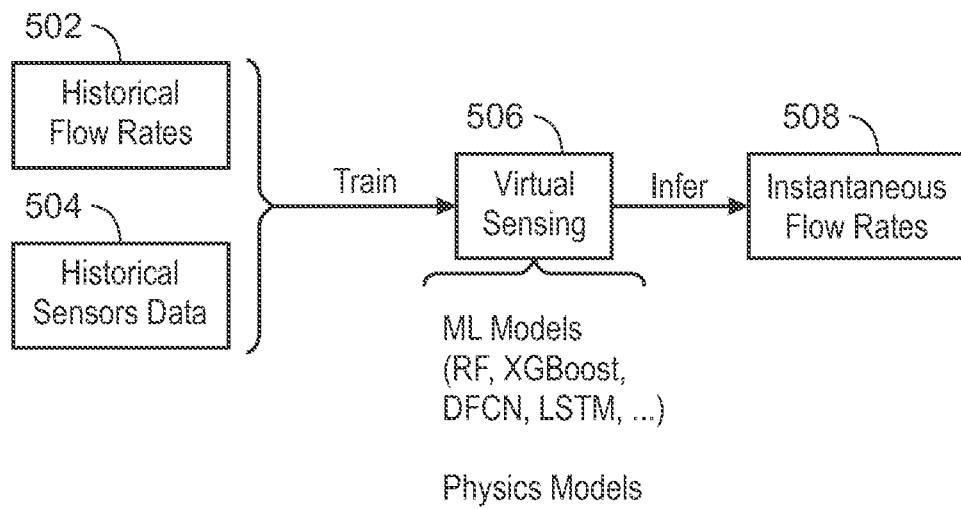 502
Historical
Flow Rates
504
Historical
Sensors Data
Train
506
Virtual
Sensing
Infer
508
Instantaneous
Flow Rates
ML Models
(RF, XGBoost,
DFCN, LSTM, ...)
Physics Models